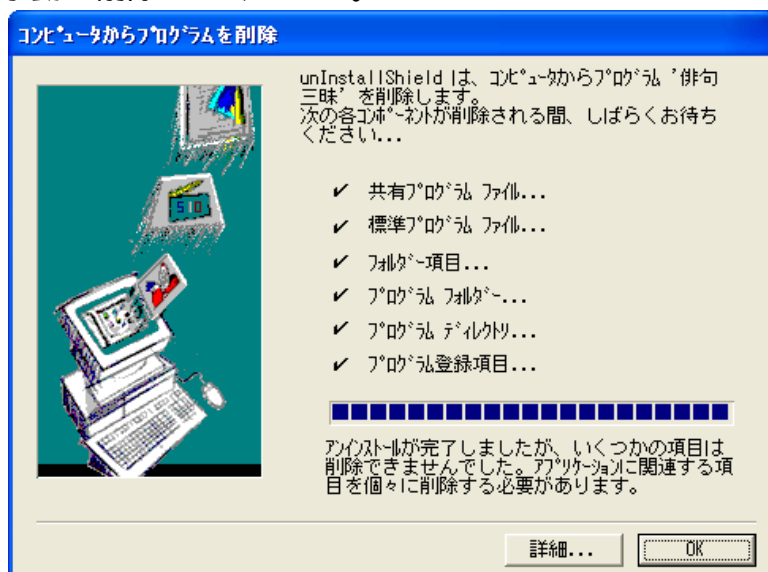 コンピュータからプログラムを削除
unInstallShield は、ｺﾝﾋﾟｭｰﾀからﾌﾟﾛｸﾞﾗﾑ '俳句
三昧' を削除します。
次の各ｺﾝﾎﾟｰﾈﾝﾄが削除される間、しばらくお待ち
ください...
✔ 共有ﾌﾟﾛｸﾞﾗﾑ ﾌｧｲﾙ...
✔ 標準ﾌﾟﾛｸﾞﾗﾑ ﾌｧｲﾙ...
✔ ﾌｫﾙﾀﾞｰ項目...
✔ ﾌﾟﾛｸﾞﾗﾑ ﾌｫﾙﾀﾞｰ...
✔ ﾌﾟﾛｸﾞﾗﾑ ﾃﾞｨﾚｸﾄﾘ...
✔ ﾌﾟﾛｸﾞﾗﾑ登録項目...
ｱﾝｲﾝｽﾄｰﾙが完了しましたが、いくつかの項目は
削除できませんでした。ｱﾌﾟﾘｹｰｼｮﾝに関連する項
目を個々に削除する必要があります。
詳細...
OK